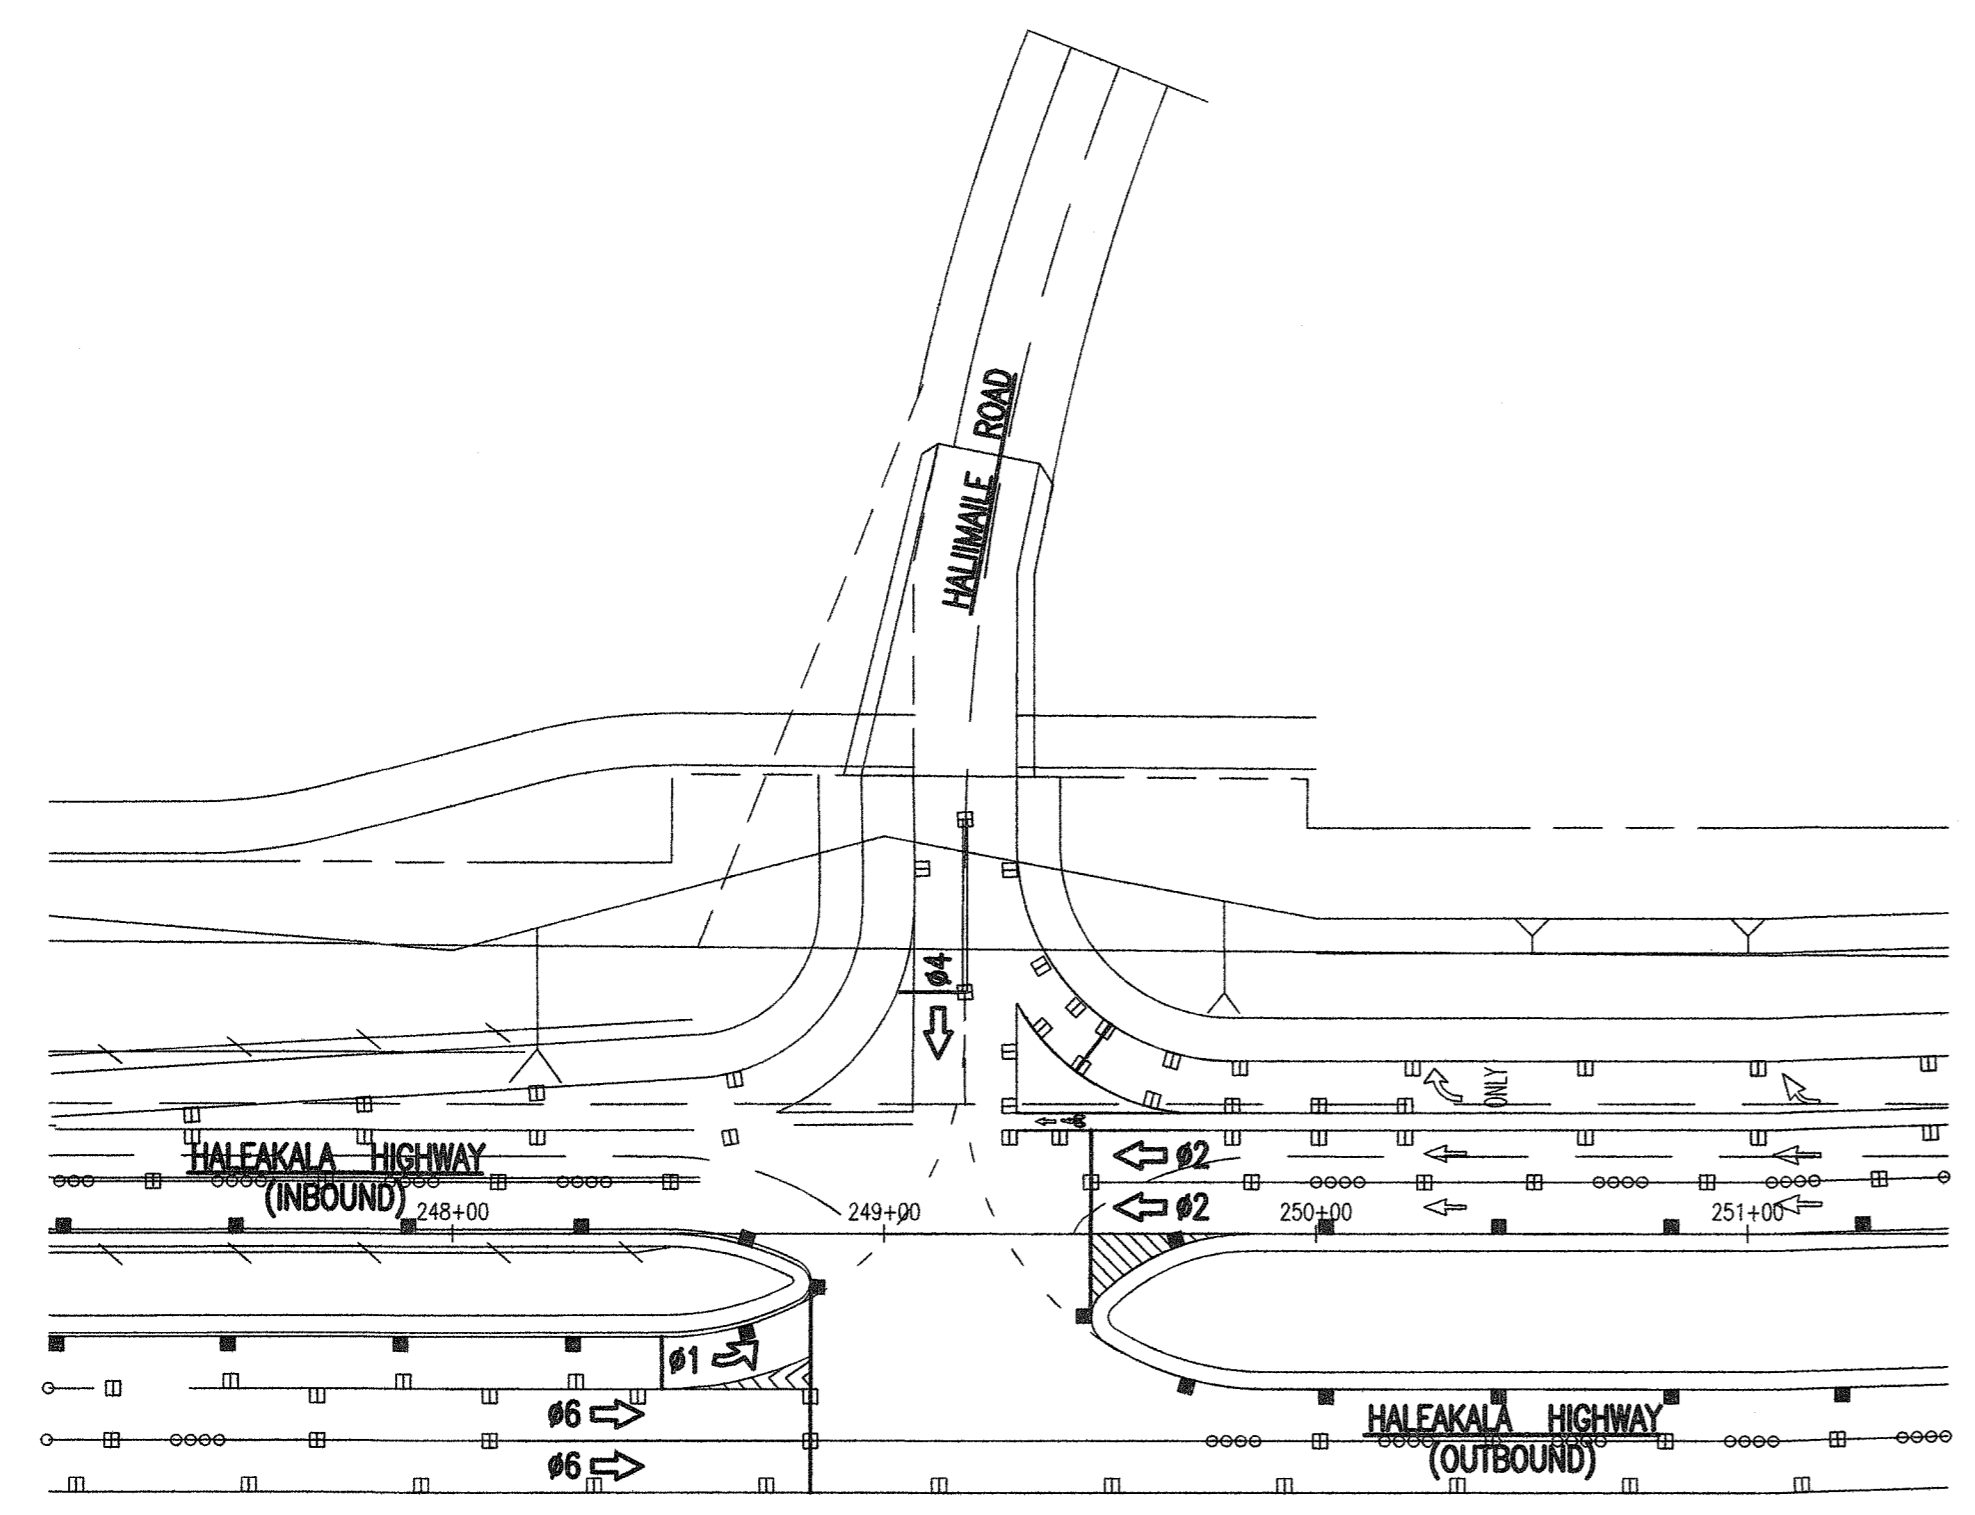 HALIIMAILE ROAD
ø4
ONLY
ø2
HALEAKALA HIGHWAY
(INBOUND)
ø2
248+00
249+00
250+00
251+00
ø1
ø6
HALEAKALA HIGHWAY
(OUTBOUND)
ø6